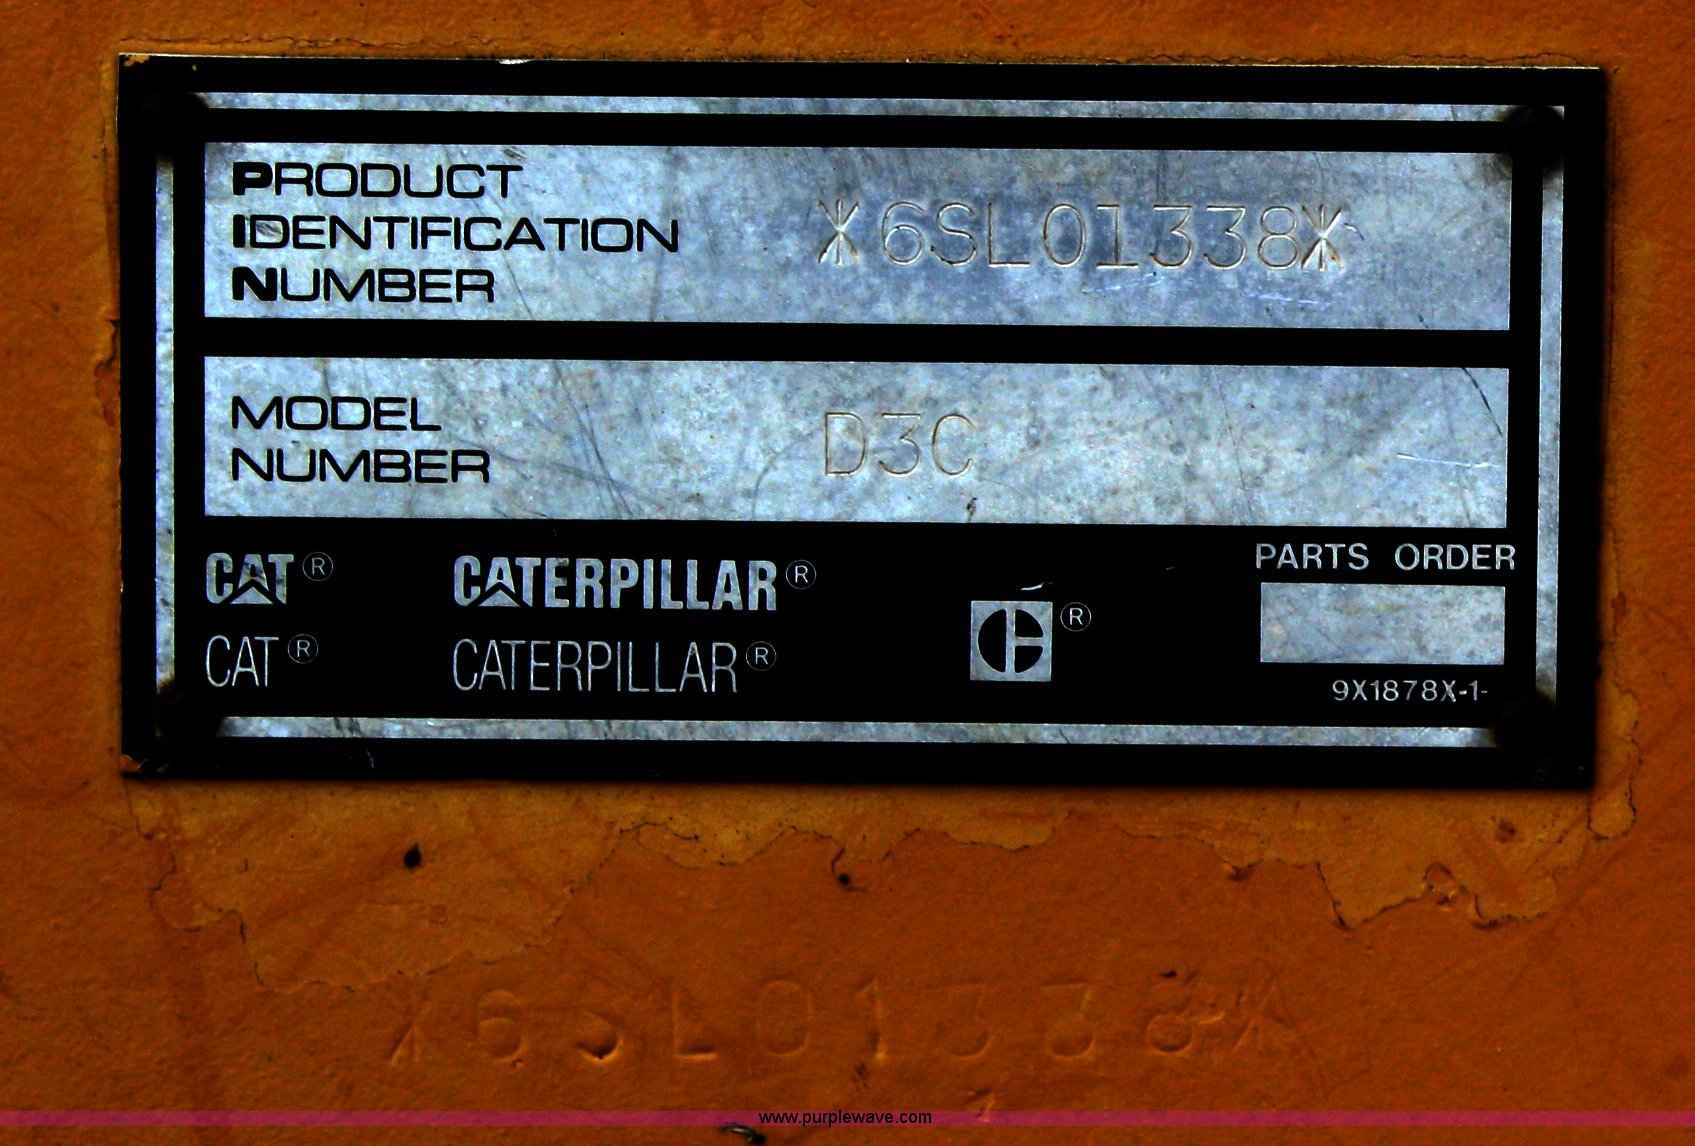 PRODUCT
IDENTIFICATION
NUMBER
*6SL01338*
MODEL
NUMBER
D3C
CAT®
CATERPILLAR®
CAT®
CATERPILLAR®
C®
PARTS ORDER
9X1878X-1-
*6SL01338*
www.purplewave.com